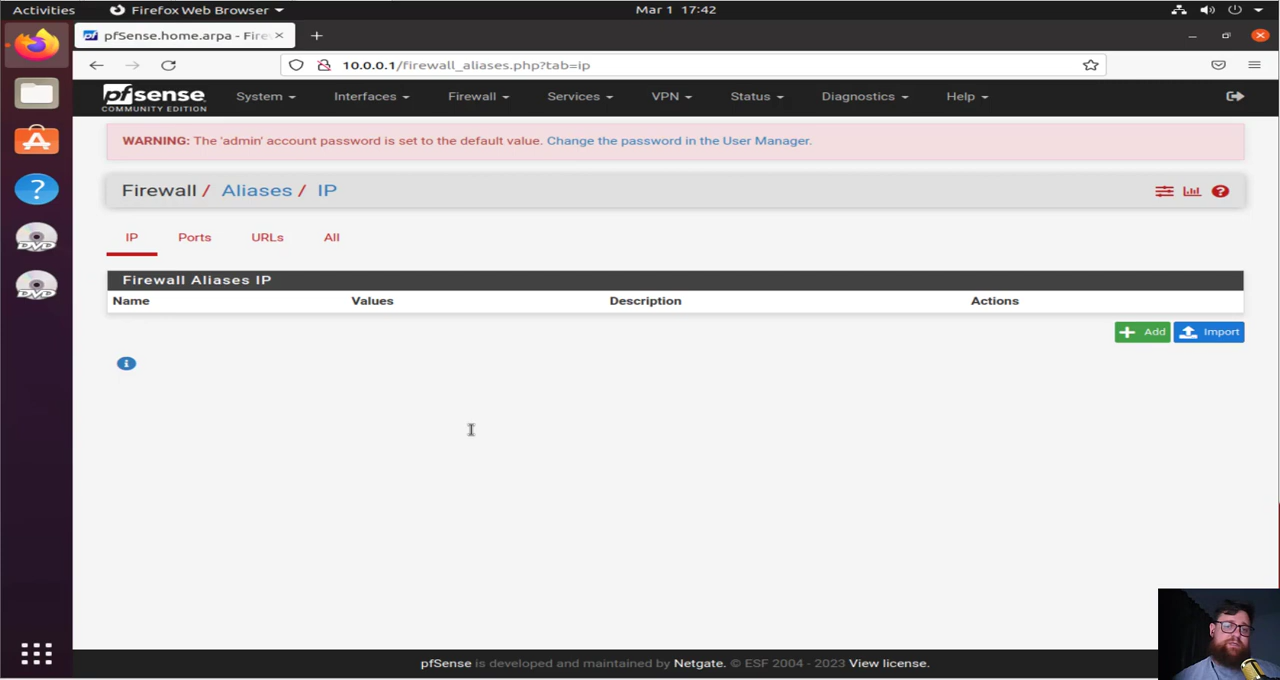 Activities Firefox Web Browser Mar 1 17:42
pfSense.home.arpa - Fire
10.0.0.1/firewall_aliases.php?tab=ip
pfsense COMMUNITY EDITION System Interfaces Firewall Services VPN Status Diagnostics Help
WARNING: The 'admin' account password is set to the default value. Change the password in the User Manager.
Firewall / Aliases / IP
IP Ports URLs All
Firewall Aliases IP
Name Values Description Actions
Add Import
pfSense is developed and maintained by Netgate. © ESF 2004 - 2023 View license.